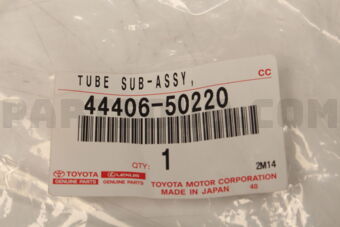 TUBE SUB-ASSY,
CC
44406-50220
QTY:
1
2M14
TOYOTA
GENUINE PARTS
LEXUS
GENUINE PARTS
TOYOTA MOTOR CORPORATION
MADE IN JAPAN 48